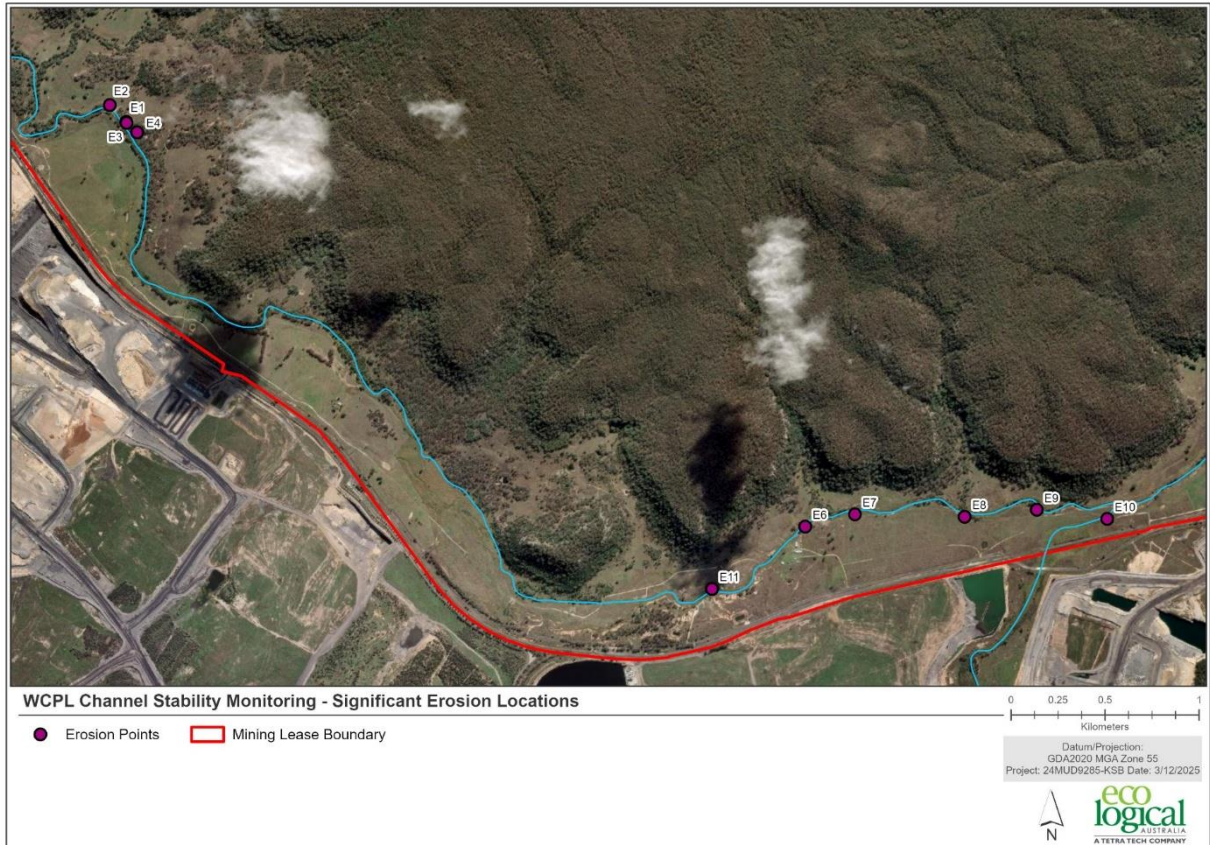 E2
E1
E3
E4
E6
E7
E8
E9
E10
E11
WCPL Channel Stability Monitoring - Significant Erosion Locations
Erosion Points
Mining Lease Boundary
0 0.25 0.5 1
Kilometers
Datum/Projection:
GDA2020 MGA Zone 55
Project: 24MUD9285-KSB Date: 3/12/2025
N
eco
logical
AUSTRALIA
A TETRA TECH COMPANY